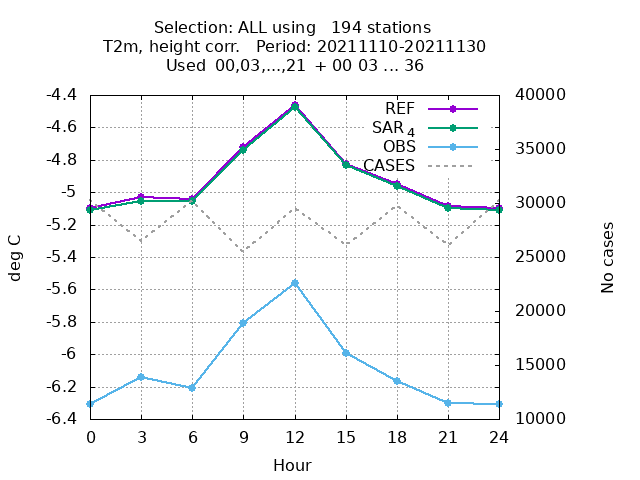 Selection: ALL using   194 stations
T2m, height corr.   Period: 20211110-20211130
Used  00,03,...,21  + 00 03 ... 36
-4.4
-4.6
-4.8
-5
-5.2
-5.4
-5.6
-5.8
-6
-6.2
-6.4
deg C
REF
SAR 4
OBS
CASES
40000
35000
30000
25000
20000
15000
10000
No cases
0 3 6 9 12 15 18 21 24
Hour